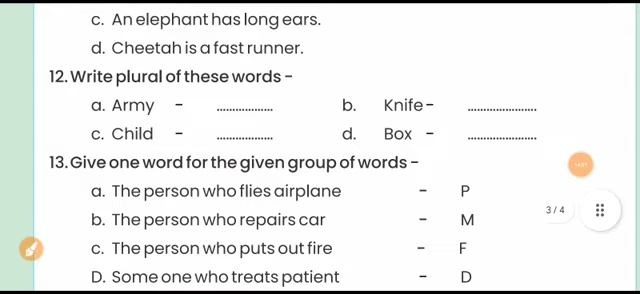 c. An elephant has long ears.
d. Cheetah is a fast runner.
12. Write plural of these words -
a. Army - ................... b. Knife - .......................
c. Child - ................... d. Box - .......................
13. Give one word for the given group of words -
a. The person who flies airplane - P
b. The person who repairs car - M
3 / 4
c. The person who puts out fire - F
D. Some one who treats patient - D